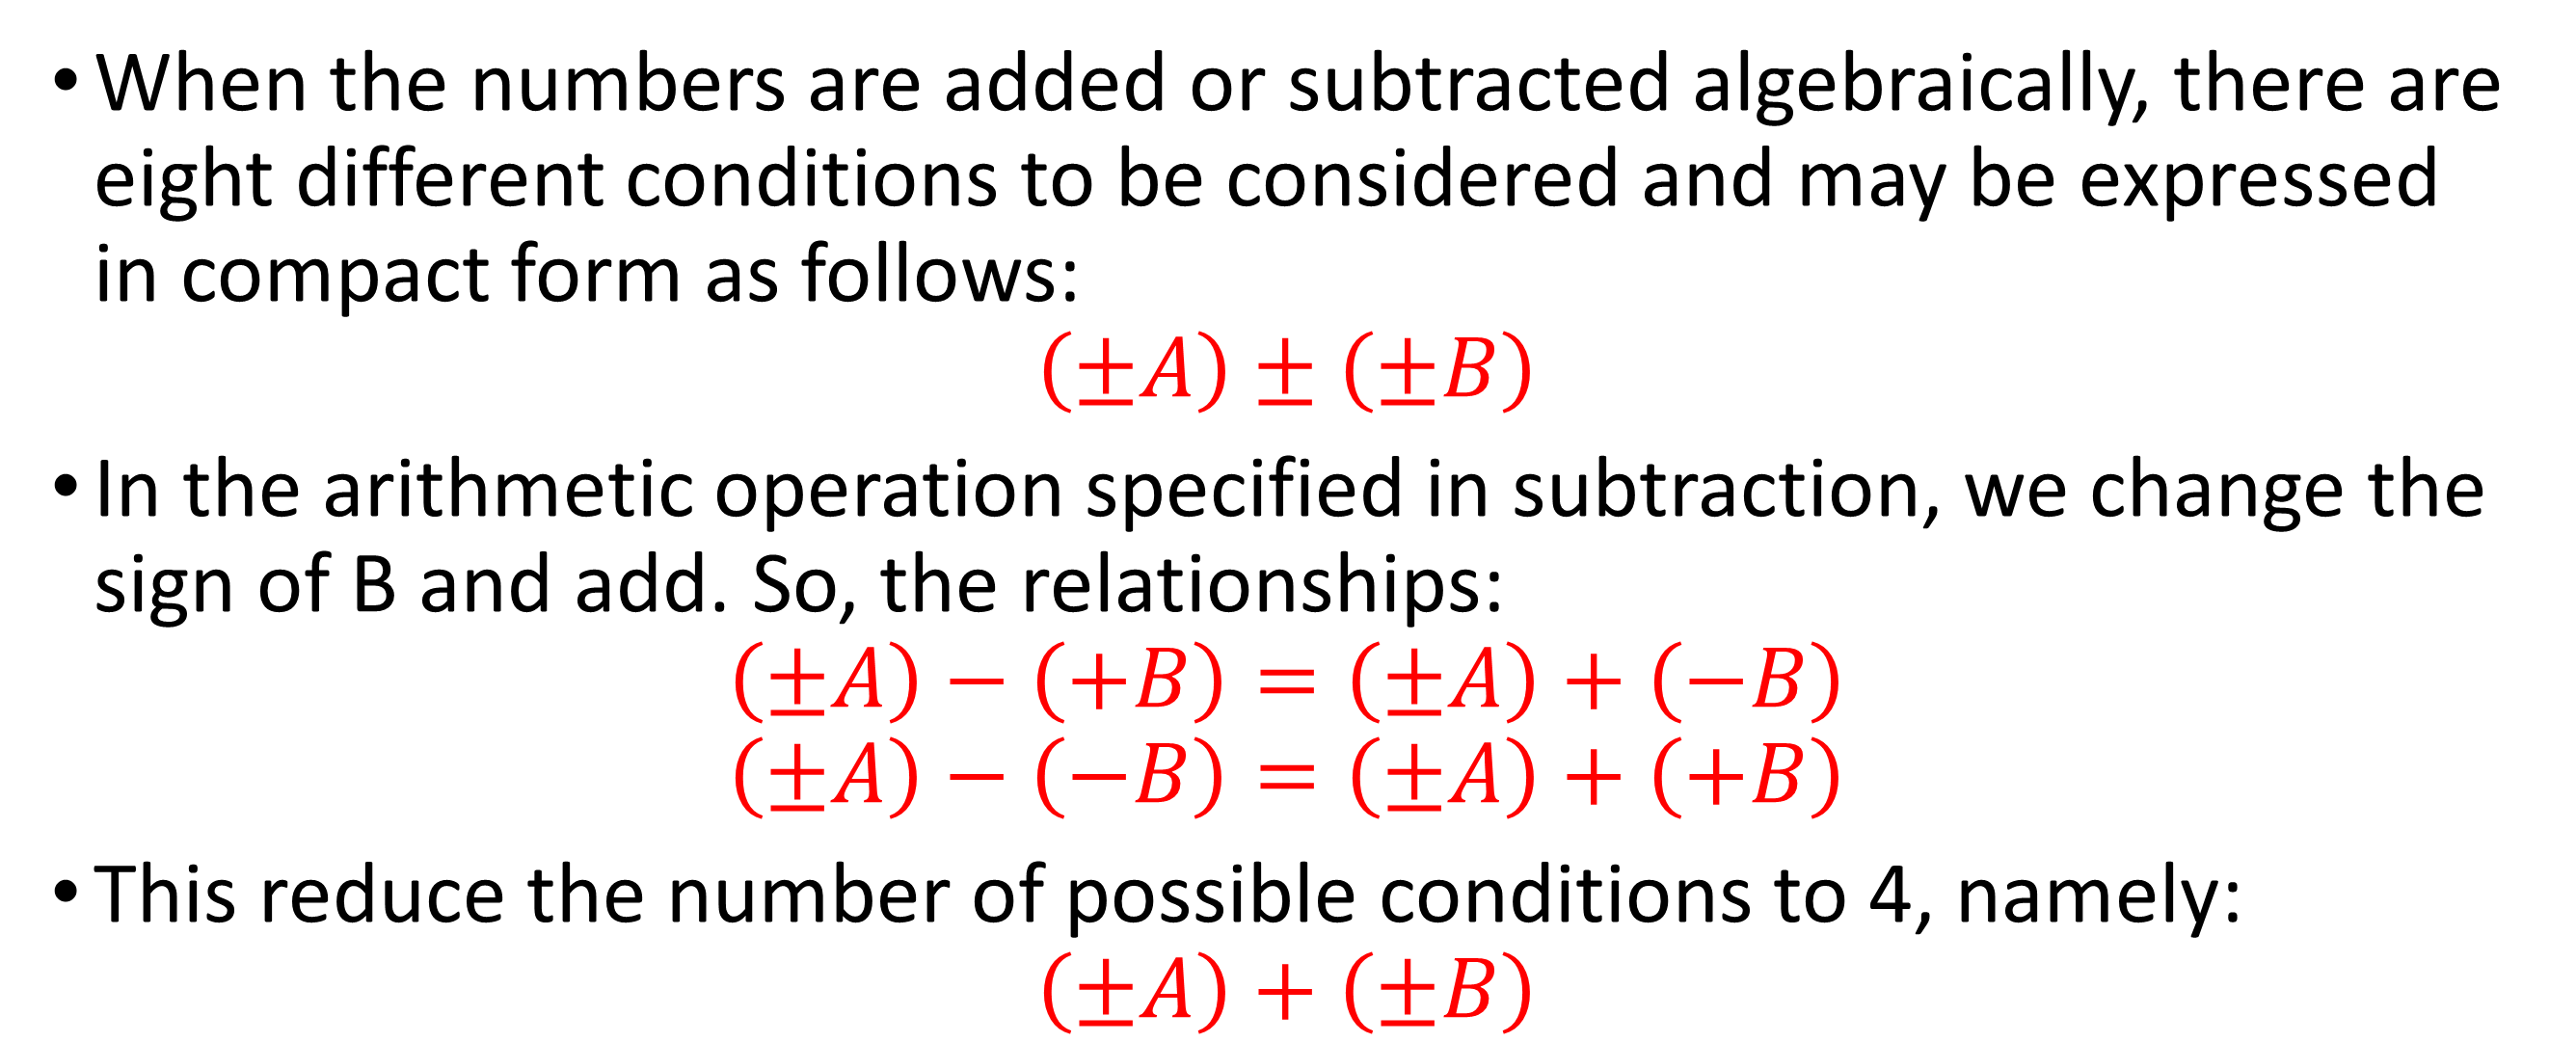 • When the numbers are added or subtracted algebraically, there are
eight different conditions to be considered and may be expressed
in compact form as follows:
(±A) ± (±B)
• In the arithmetic operation specified in subtraction, we change the
sign of B and add. So, the relationships:
(±A) − (+B) = (±A) + (−B)
(±A) − (−B) = (±A) + (+B)
• This reduce the number of possible conditions to 4, namely:
(±A) + (±B)